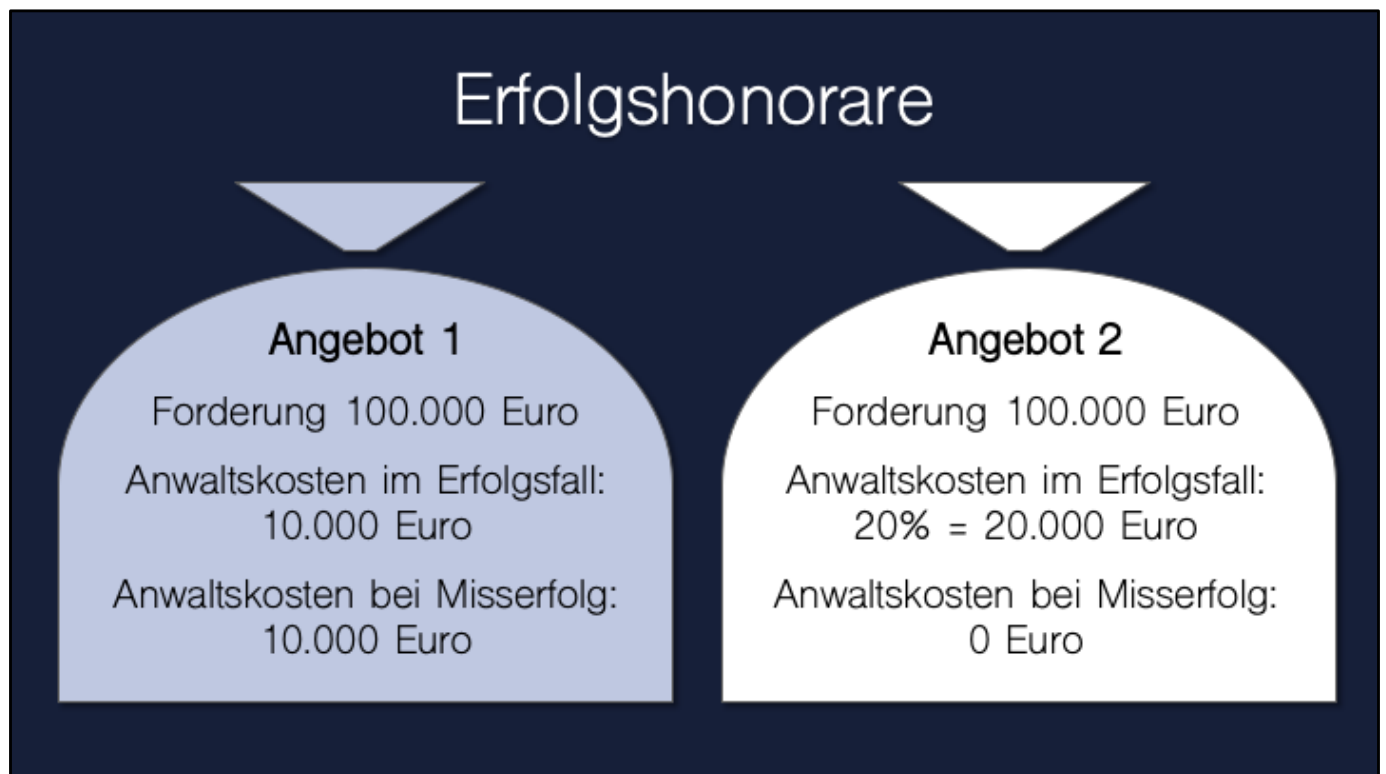 Erfolgshonorare
Angebot 1
Forderung 100.000 Euro
Anwaltskosten im Erfolgsfall:
10.000 Euro
Anwaltskosten bei Misserfolg:
10.000 Euro
Angebot 2
Forderung 100.000 Euro
Anwaltskosten im Erfolgsfall:
20% = 20.000 Euro
Anwaltskosten bei Misserfolg:
0 Euro